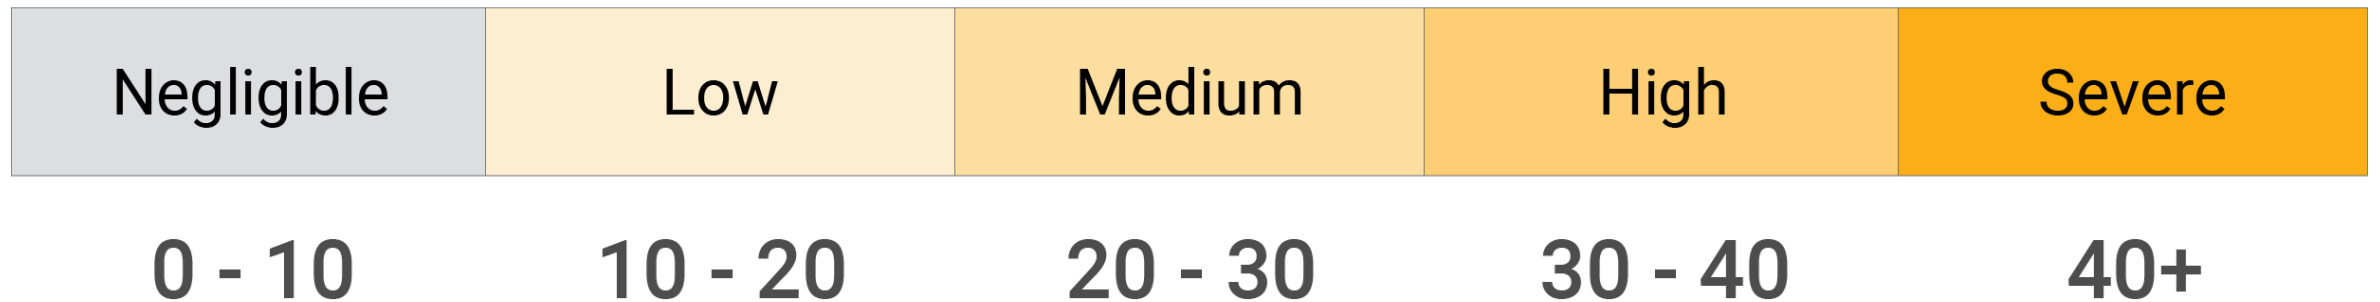 Negligible Low Medium High Severe
0 - 10 10 - 20 20 - 30 30 - 40 40+